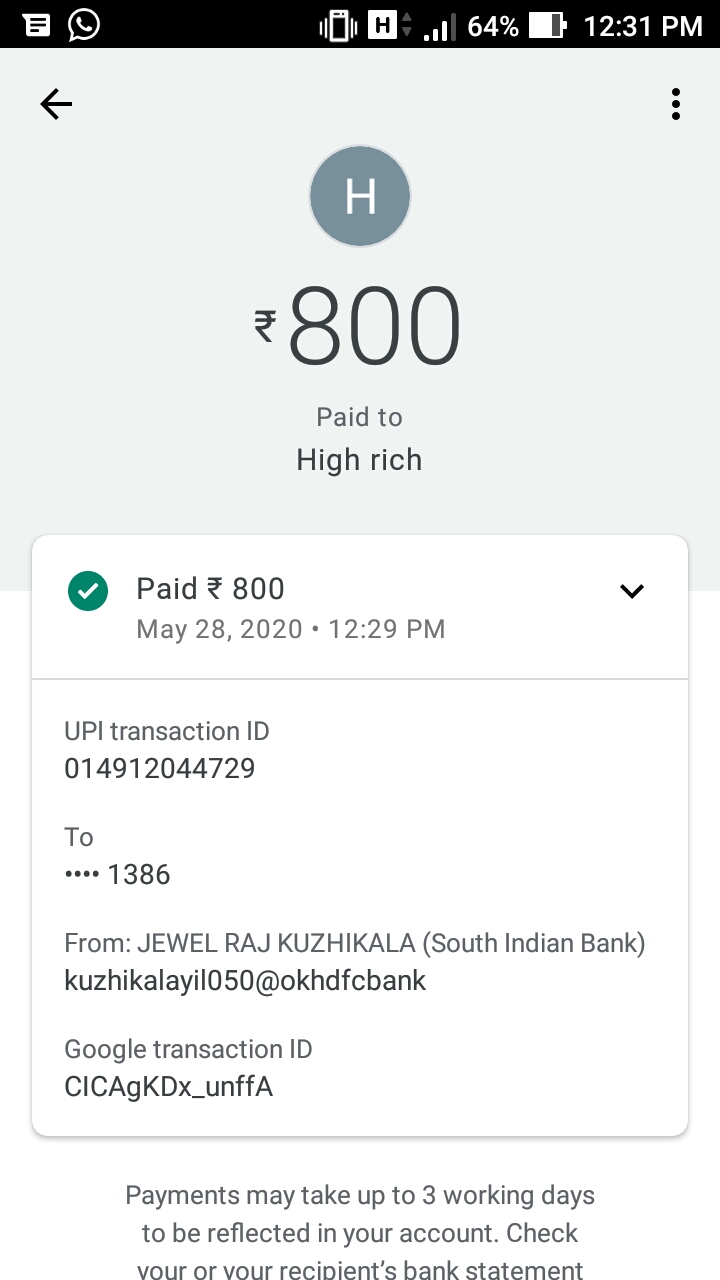 H 64% 12:31 PM
H
₹800
Paid to
High rich
Paid ₹ 800
May 28, 2020 • 12:29 PM
UPI transaction ID
014912044729
To
•••• 1386
From: JEWEL RAJ KUZHIKALA (South Indian Bank)
kuzhikalayil050@okhdfcbank
Google transaction ID
CICAgKDx_unffA
Payments may take up to 3 working days
to be reflected in your account. Check
your or your recipient's bank statement